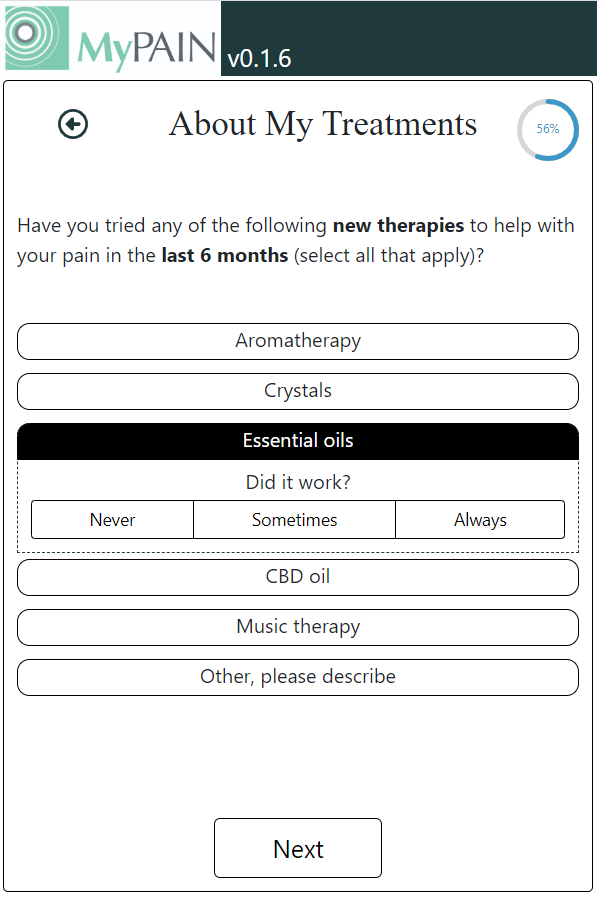 MyPAIN v0.1.6
About My Treatments
56%
Have you tried any of the following new therapies to help with
your pain in the last 6 months (select all that apply)?
Aromatherapy
Crystals
Essential oils
Did it work?
Never Sometimes Always
CBD oil
Music therapy
Other, please describe
Next